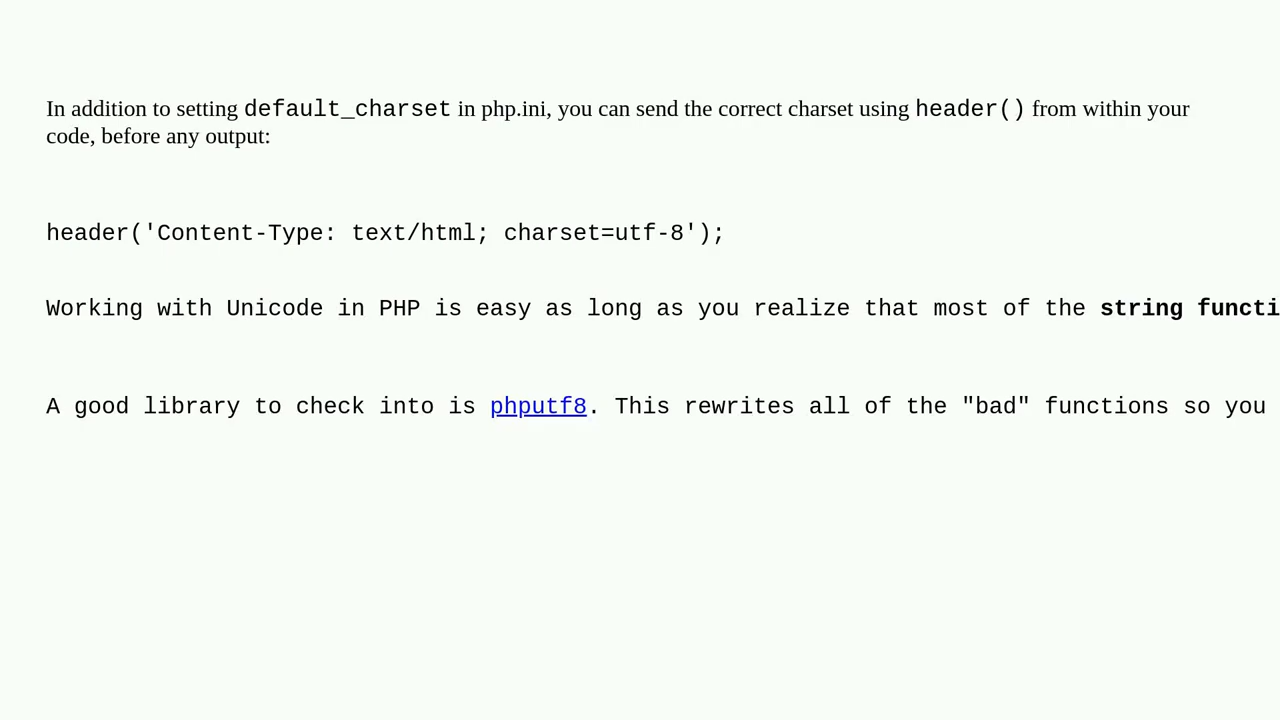 In addition to setting default_charset in php.ini, you can send the correct charset using header() from within your
code, before any output:
header('Content-Type: text/html; charset=utf-8');
Working with Unicode in PHP is easy as long as you realize that most of the string functi
A good library to check into is phputf8. This rewrites all of the "bad" functions so you